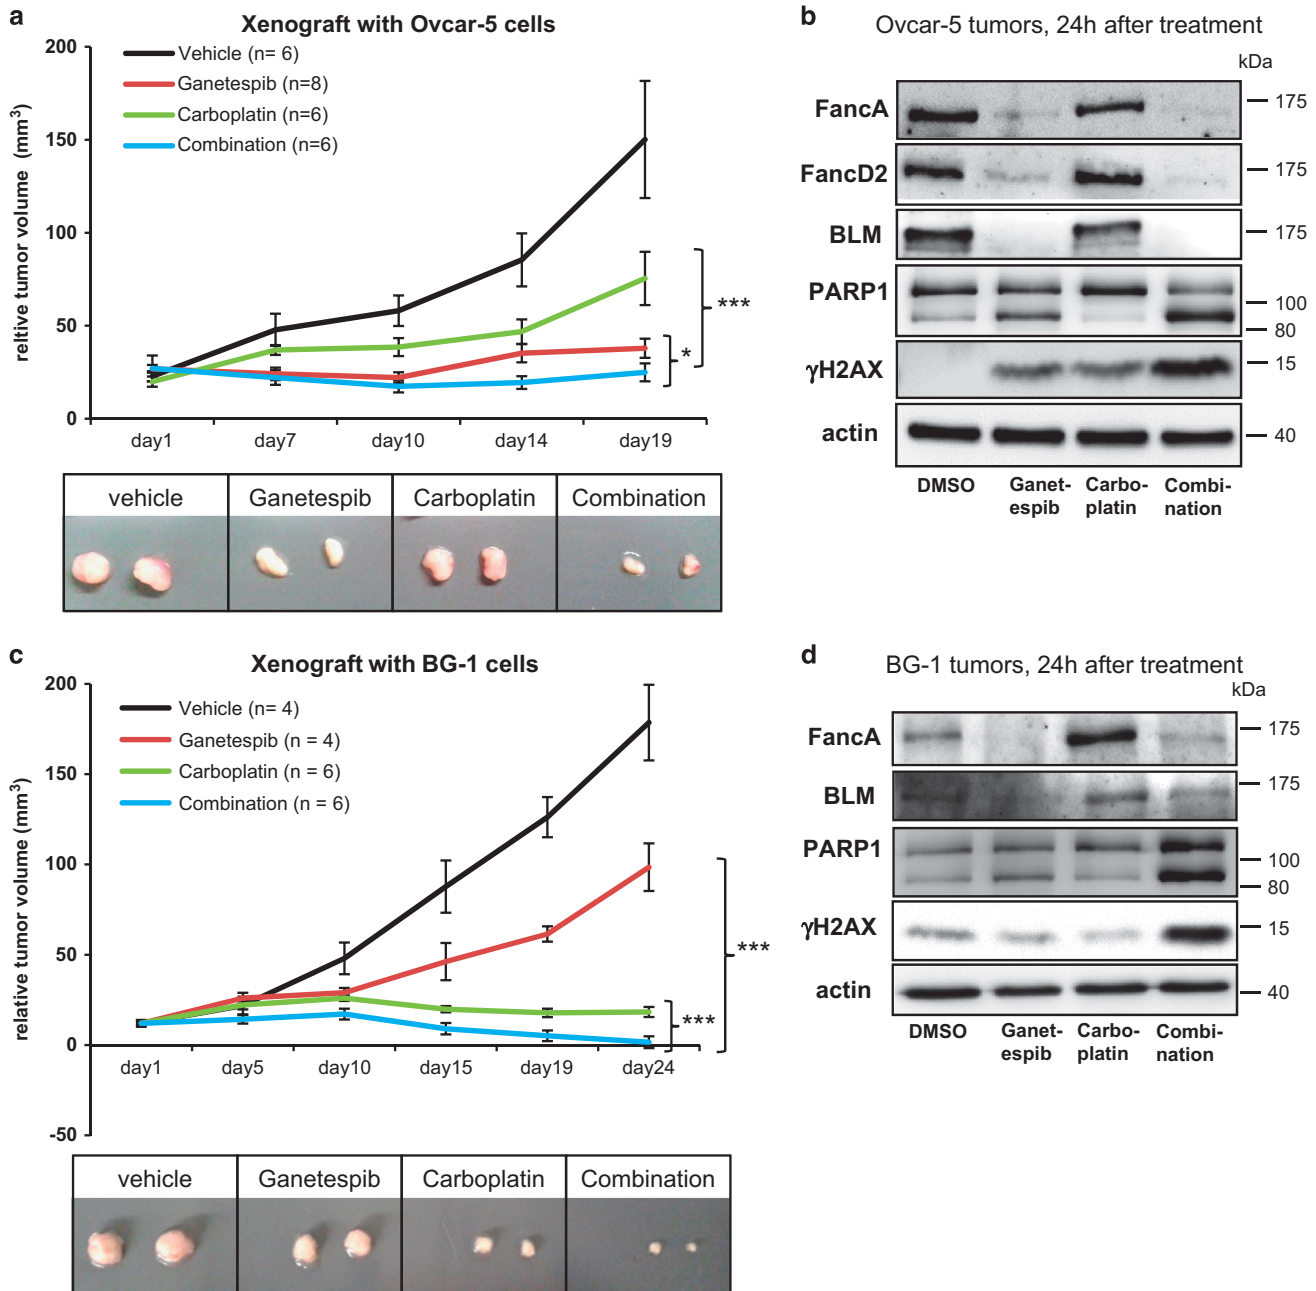 a
Xenograft with Ovcar-5 cells
reltive tumor volume (mm³)
200
150
100
50
0
Vehicle (n= 6)
Ganetespib (n=8)
Carboplatin (n=6)
Combination (n=6)
***
*
day1 day7 day10 day14 day19
vehicle Ganetespib Carboplatin Combination
b
Ovcar-5 tumors, 24h after treatment
kDa
FancA 175
FancD2 175
BLM 175
PARP1 100
80
γH2AX 15
actin 40
DMSO Ganet-espib Carbo-platin Combi-nation
c
Xenograft with BG-1 cells
relative tumor volume (mm³)
200
150
100
50
0
-50
Vehicle (n= 4)
Ganetespib (n = 4)
Carboplatin (n = 6)
Combination (n = 6)
***
***
day1 day5 day10 day15 day19 day24
vehicle Ganetespib Carboplatin Combination
d
BG-1 tumors, 24h after treatment
kDa
FancA 175
BLM 175
PARP1 100
80
γH2AX 15
actin 40
DMSO Ganet-espib Carbo-platin Combi-nation